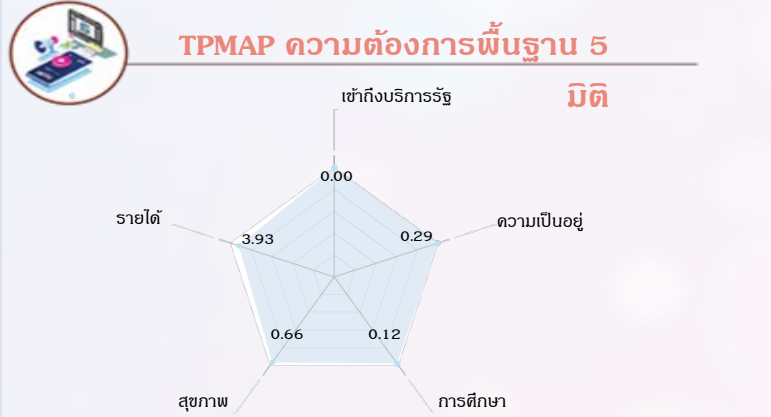 TPMAP ความต้องการพื้นฐาน 5
มิติ
เข้าถึงบริการรัฐ
0.00
รายได้
3.93
0.29
ความเป็นอยู่
0.66
0.12
สุขภาพ
การศึกษา